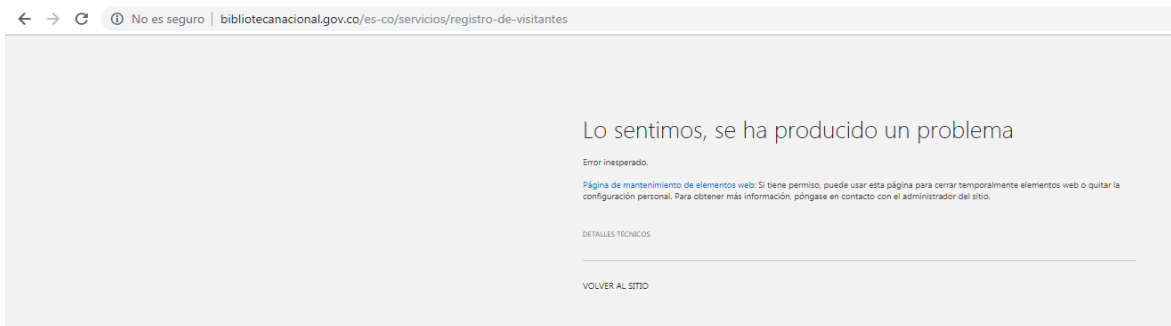 No es seguro | bibliotecanacional.gov.co/es-co/servicios/registro-de-visitantes
Lo sentimos, se ha producido un problema
Error inesperado.
Página de mantenimiento de elementos web: Si tiene permiso, puede usar esta página para cerrar temporalmente elementos web o quitar la
configuración personal. Para obtener más información, póngase en contacto con el administrador del sitio.
DETALLES TÉCNICOS
VOLVER AL SITIO